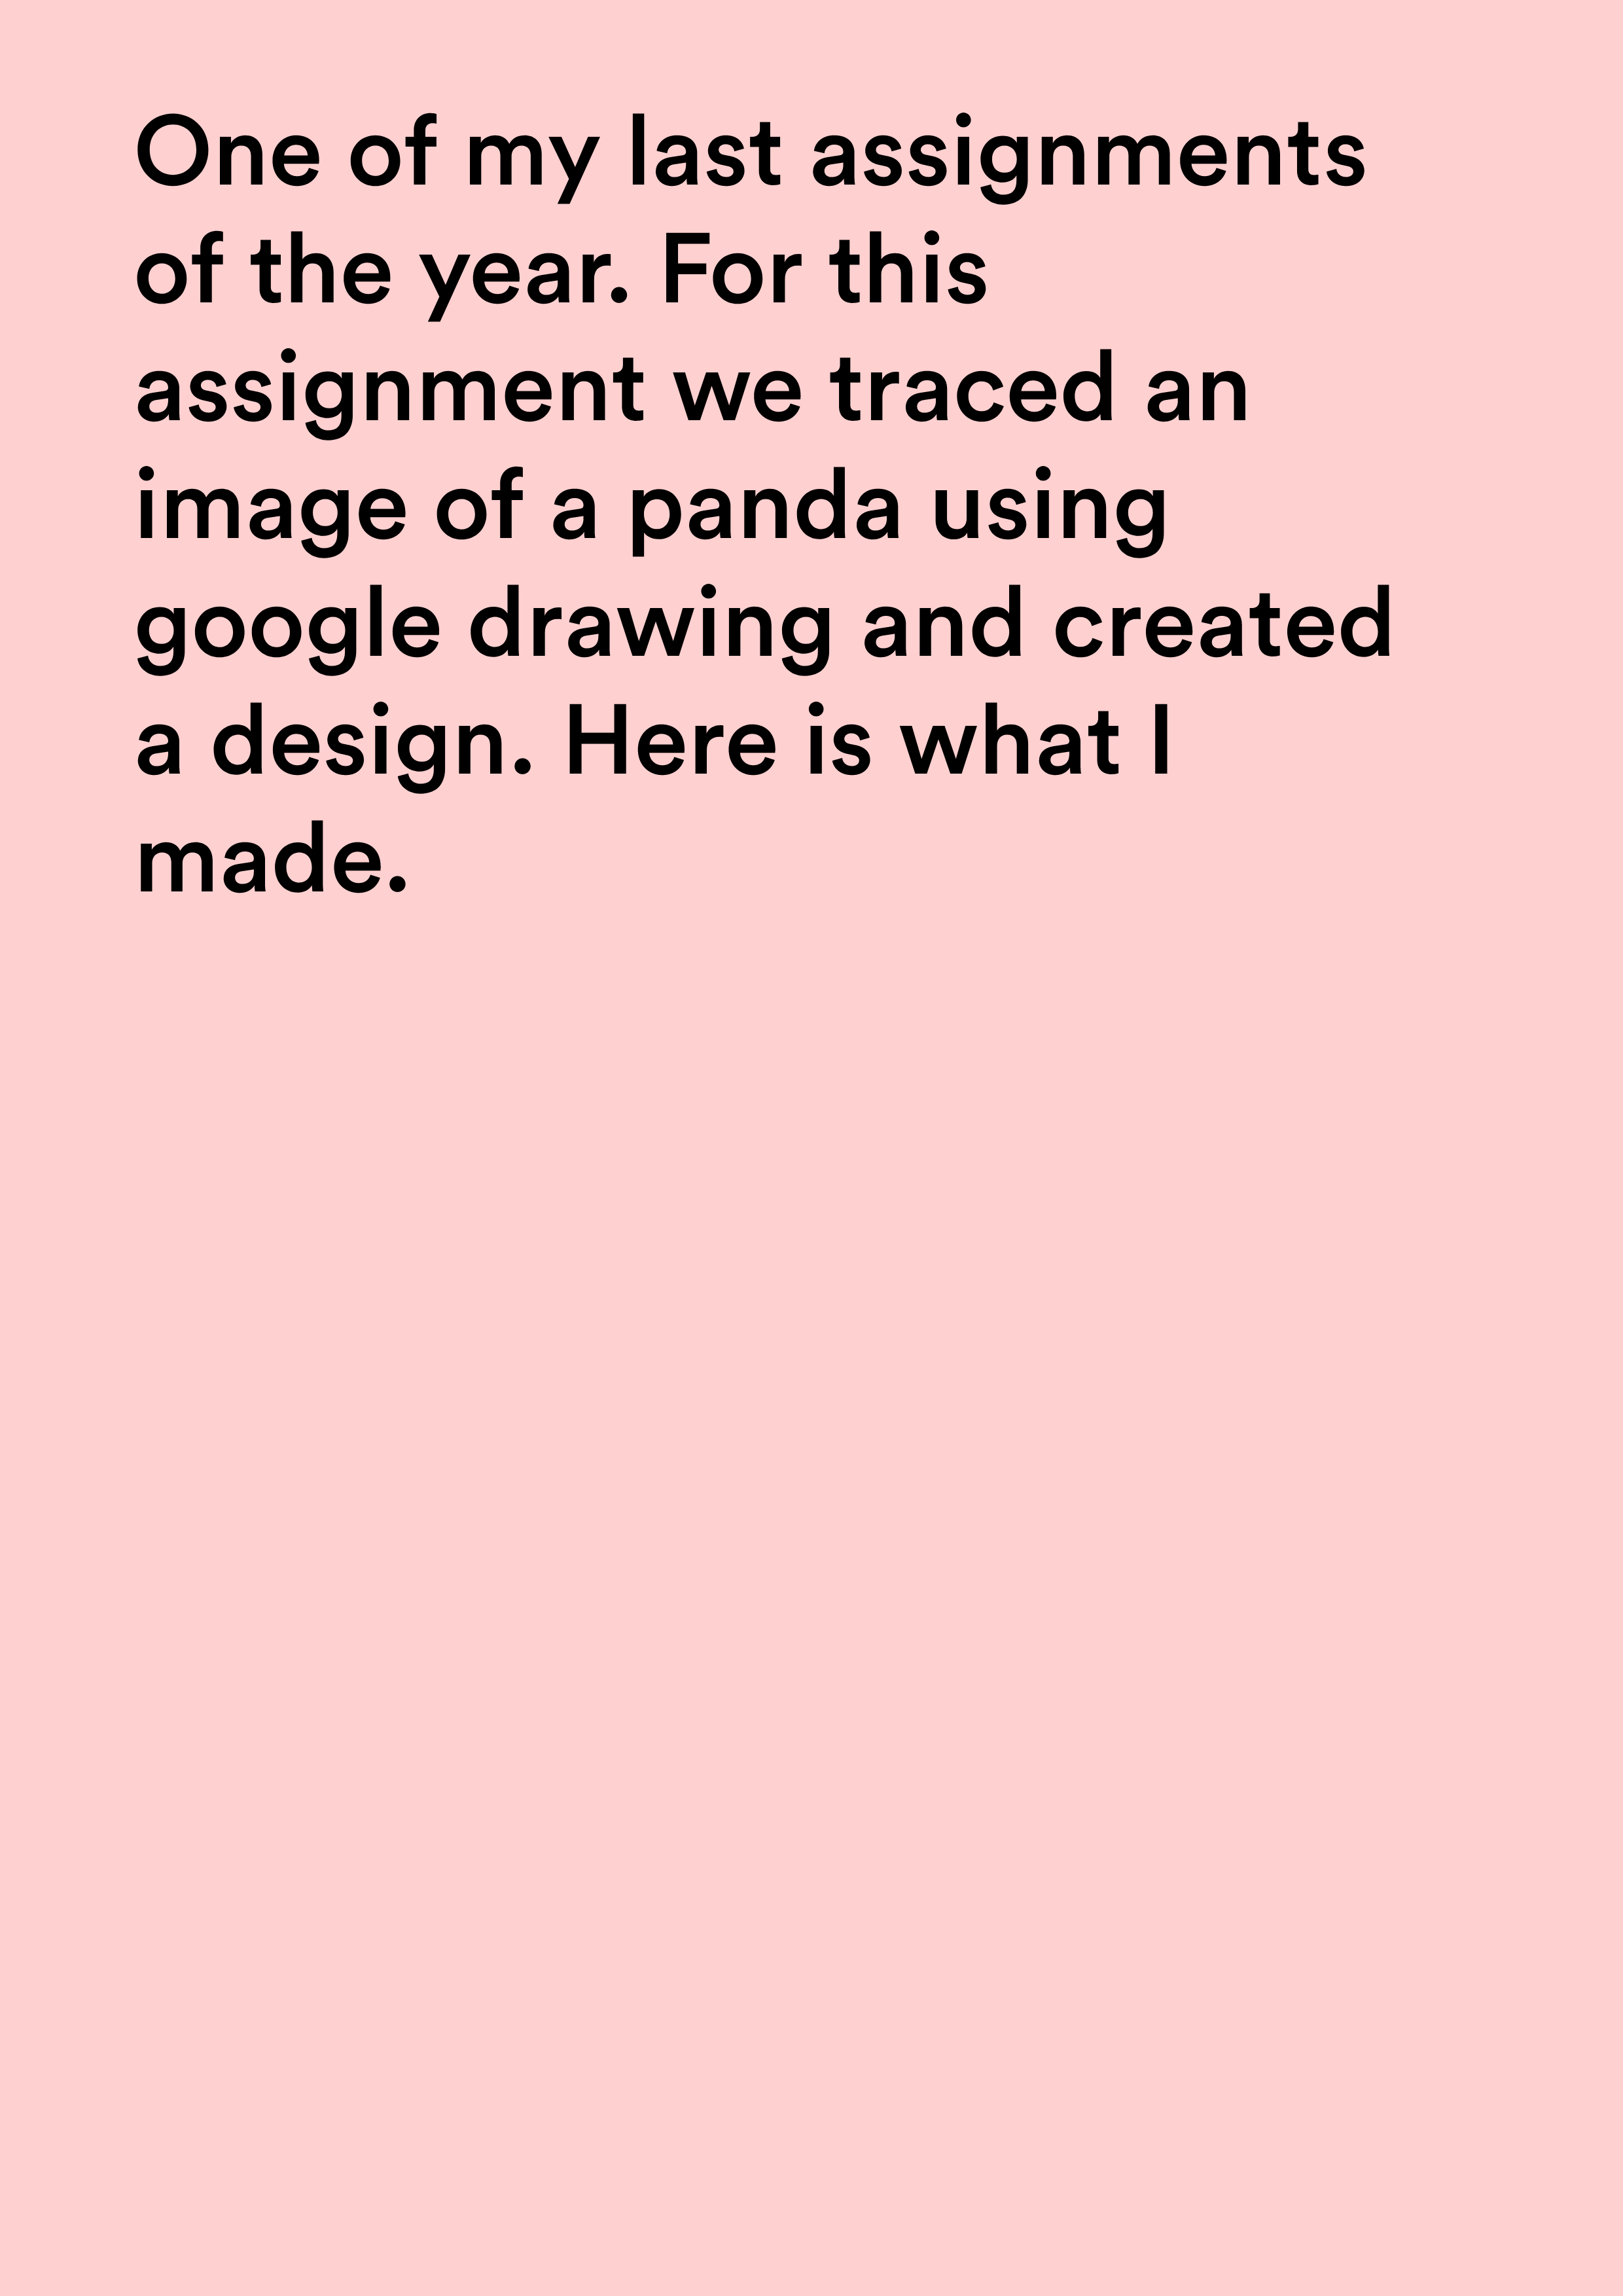 One of my last assignments
of the year. For this
assignment we traced an
image of a panda using
google drawing and created
a design. Here is what I
made.